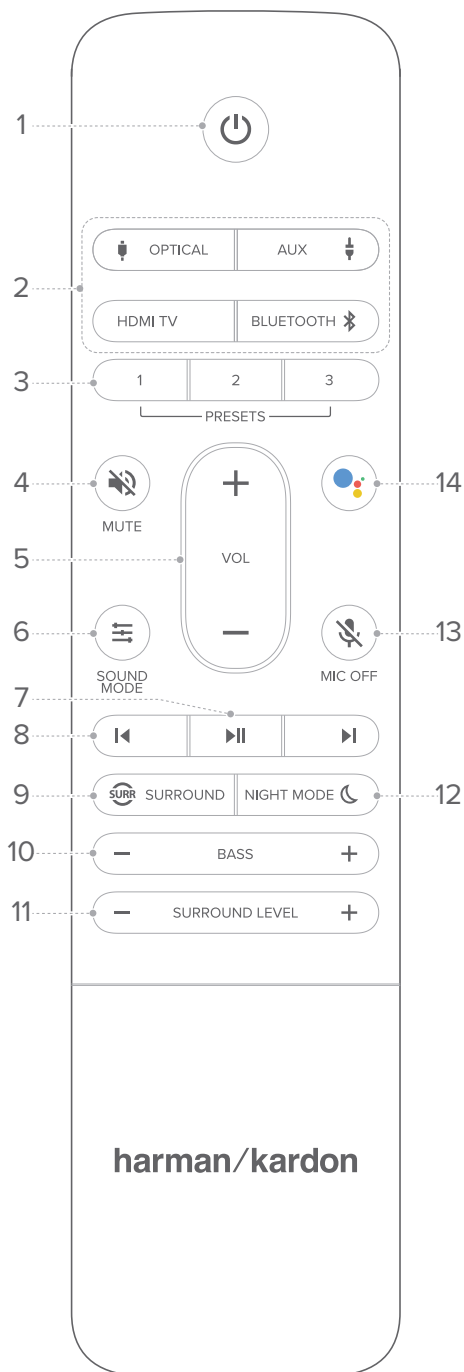 1
OPTICAL AUX
2
HDMI TV BLUETOOTH
3 1 2 3
PRESETS
4 + 14
MUTE
5 VOL
6 − 13
SOUND MIC OFF
MODE
7
8
9 SURR SURROUND NIGHT MODE 12
10 − BASS +
11 − SURROUND LEVEL +
harman/kardon